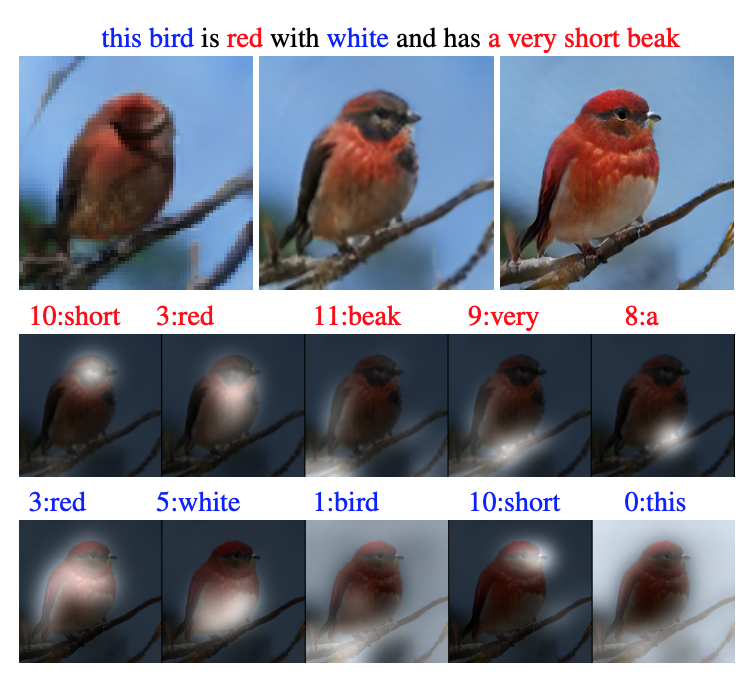 this bird is red with white and has a very short beak
10:short 3:red 11:beak 9:very 8:a
3:red 5:white 1:bird 10:short 0:this